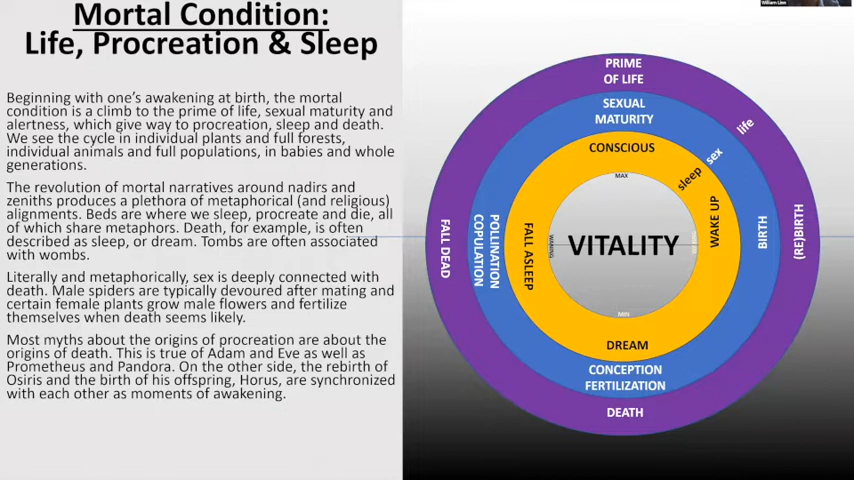 Mortal Condition:
Life, Procreation & Sleep
Beginning with one's awakening at birth, the mortal
condition is a climb to the prime of life, sexual maturity and
alertness, which give way to procreation, sleep and death.
We see the cycle in individual plants and full forests,
individual animals and full populations, in babies and whole
generations.
The revolution of mortal narratives around nadirs and
zeniths produces a plethora of metaphorical (and religious)
alignments. Beds are where we sleep, procreate and die, all
of which share metaphors. Death, for example, is often
described as sleep, or dream. Tombs are often associated
with wombs.
Literally and metaphorically, sex is deeply connected with
death. Male spiders are typically devoured after mating and
certain female plants grow male flowers and fertilize
themselves when death seems likely.
Most myths about the origins of procreation are about the
origins of death. This is true of Adam and Eve as well as
Prometheus and Pandora. On the other side, the rebirth of
Osiris and the birth of his offspring, Horus, are synchronized
with each other as moments of awakening.
William Linn
PRIME
OF LIFE
SEXUAL
MATURITY
CONSCIOUS
MAX
life
sex
sleep
FALL DEAD
POLLINATION
COPULATION
FALL ASLEEP
WANING
VITALITY
WAKE UP
BIRTH
(RE)BIRTH
MIN
DREAM
CONCEPTION
FERTILIZATION
DEATH